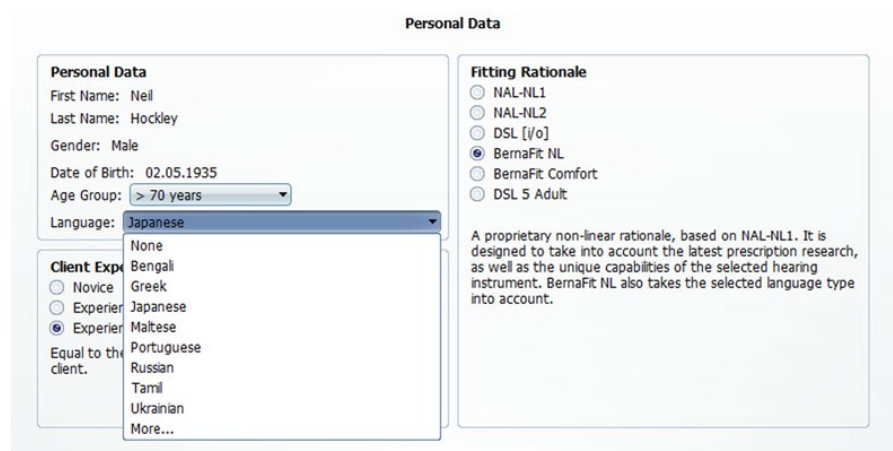 Personal Data
Personal Data
First Name: Neil
Last Name: Hockley
Gender: Male
Date of Birth: 02.05.1935
Age Group: > 70 years
Language: Japanese
None
Bengali
Greek
Japanese
Maltese
Portuguese
Russian
Tamil
Ukrainian
More...
Client Expe
Novice
Experien
Experien
Equal to the
client.
Fitting Rationale
NAL-NL1
NAL-NL2
DSL [i/o]
BernaFit NL
BernaFit Comfort
DSL 5 Adult
A proprietary non-linear rationale, based on NAL-NL1. It is
designed to take into account the latest prescription research,
as well as the unique capabilities of the selected hearing
instrument. BernaFit NL also takes the selected language type
into account.